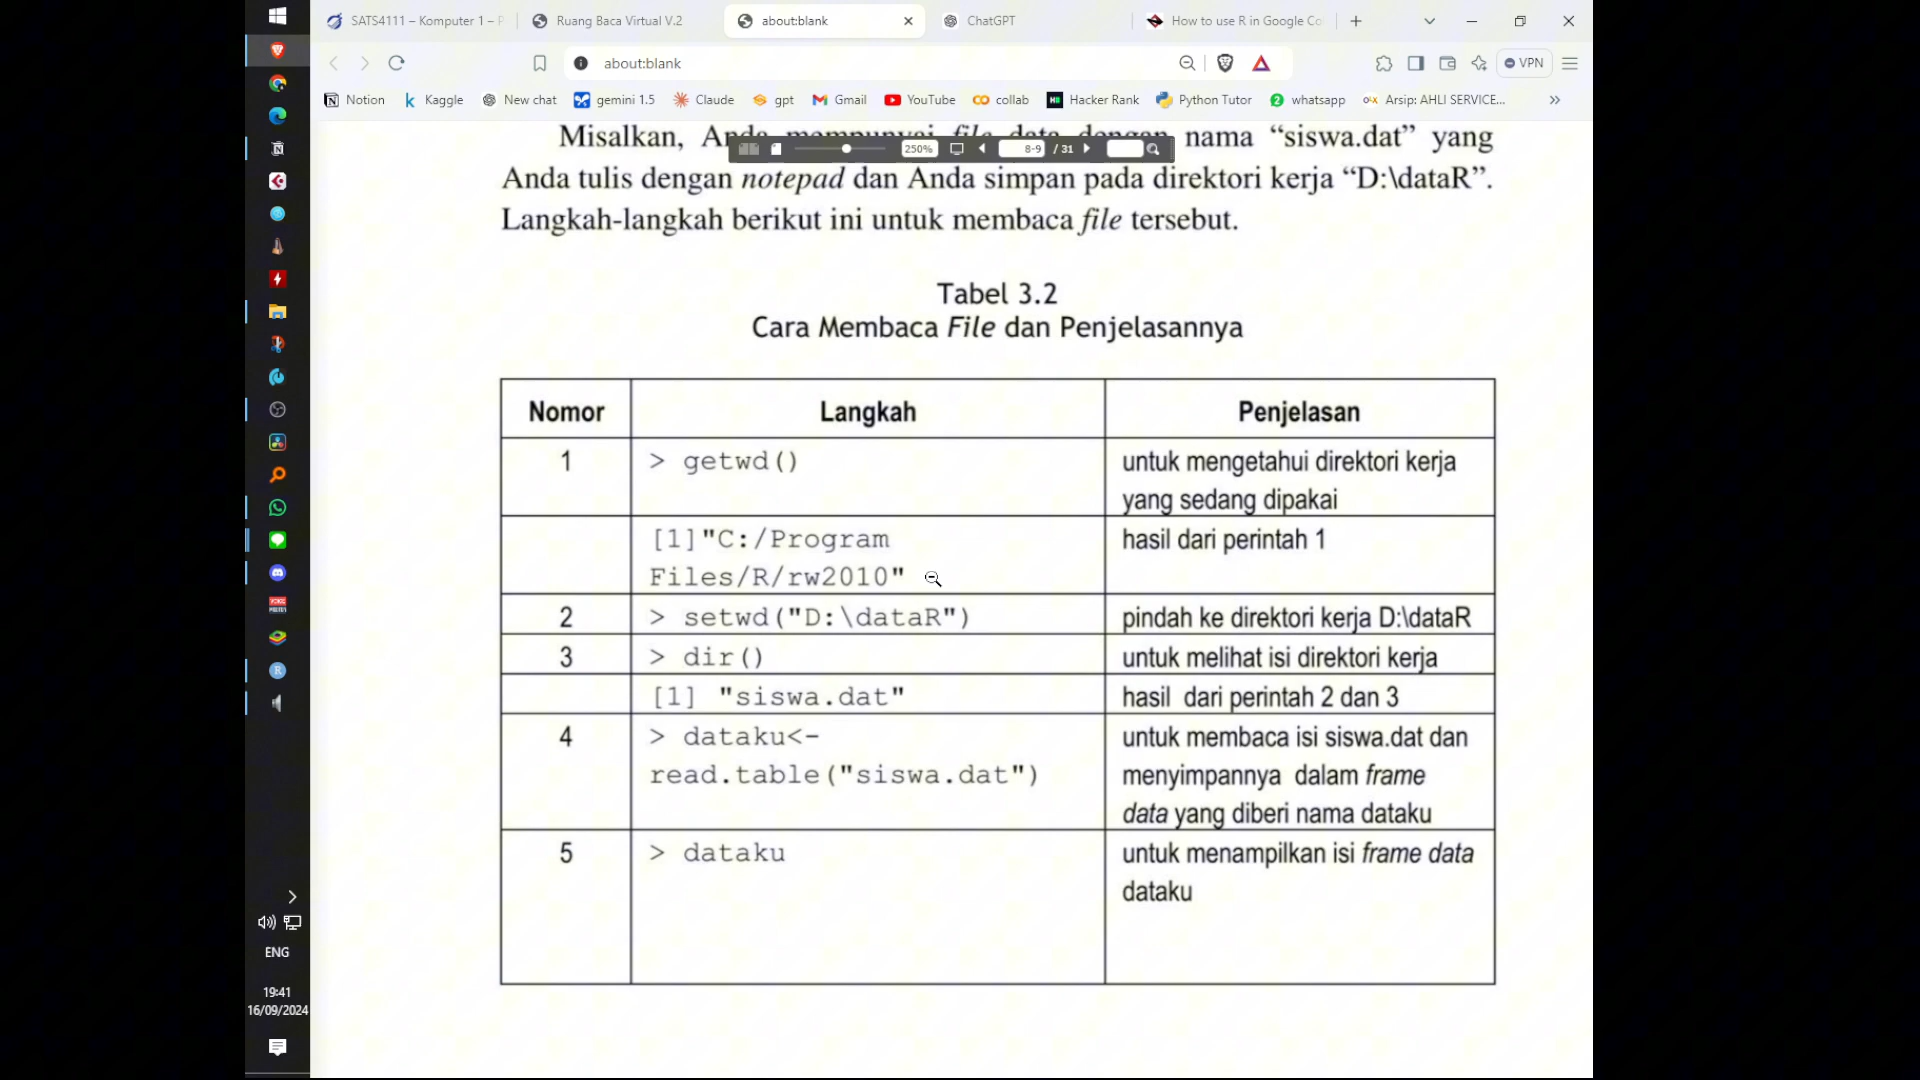 SATS4111 – Komputer 1 – P
Ruang Baca Virtual V.2
about:blank
ChatGPT
How to use R in Google Co
about:blank
VPN
Notion
Kaggle
New chat
gemini 1.5
Claude
gpt
Gmail
YouTube
collab
Hacker Rank
Python Tutor
whatsapp
Arsip: AHLI SERVICE...
Misalkan, Anda mempunyai file data dengan nama “siswa.dat” yang
250%
8-9
/ 31
Anda tulis dengan notepad dan Anda simpan pada direktori kerja “D:\dataR”.
Langkah-langkah berikut ini untuk membaca file tersebut.
Tabel 3.2
Cara Membaca File dan Penjelasannya
Nomor
Langkah
Penjelasan
1
> getwd()
untuk mengetahui direktori kerja
yang sedang dipakai
[1]"C:/Program
Files/R/rw2010"
hasil dari perintah 1
2
> setwd("D:\dataR")
pindah ke direktori kerja D:\dataR
3
> dir()
untuk melihat isi direktori kerja
[1] "siswa.dat"
hasil dari perintah 2 dan 3
4
> dataku<-
read.table("siswa.dat")
untuk membaca isi siswa.dat dan
menyimpannya dalam frame
data yang diberi nama dataku
5
> dataku
untuk menampilkan isi frame data
dataku
ENG
19:41
16/09/2024